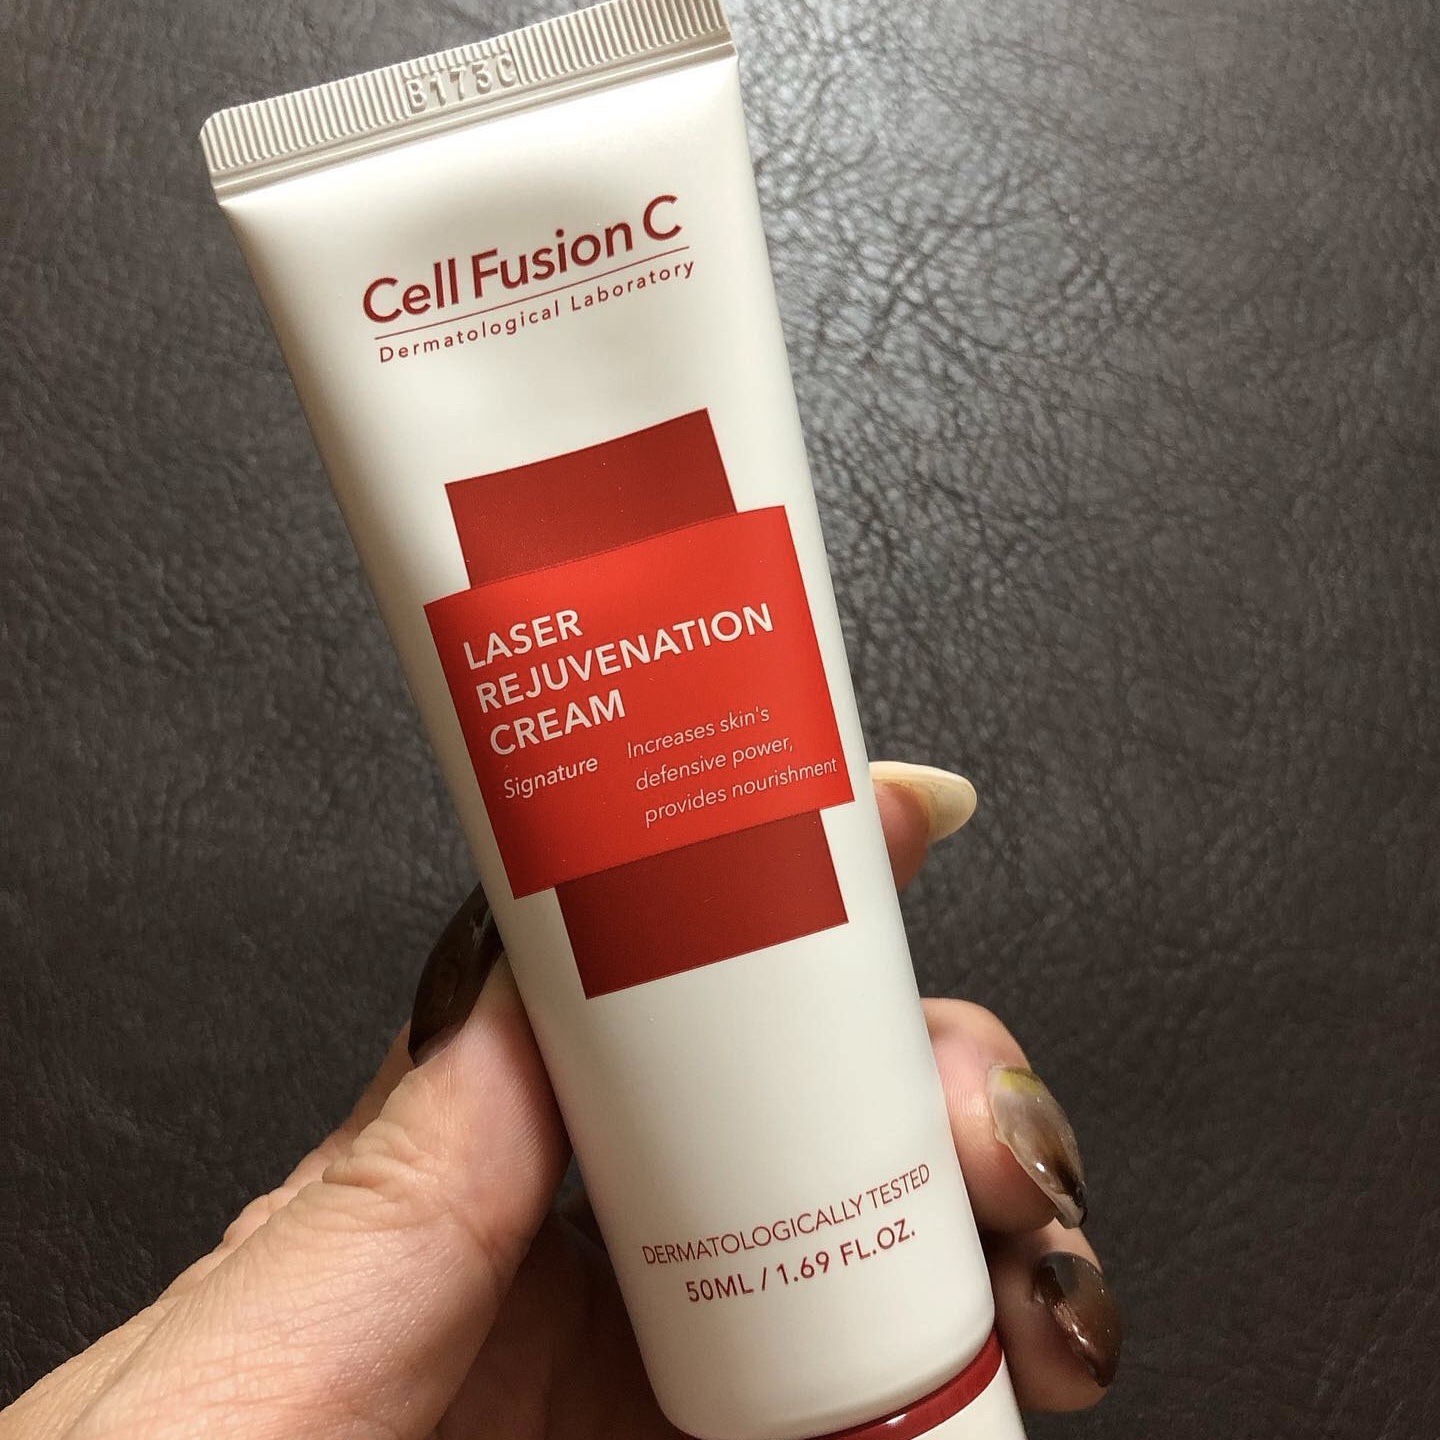 B173C
Cell Fusion C
Dermatological Laboratory
LASER
REJUVENATION
CREAM
Signature
Increases skin's
defensive power,
provides nourishment
DERMATOLOGICALLY TESTED
50ML / 1.69 FL.OZ.